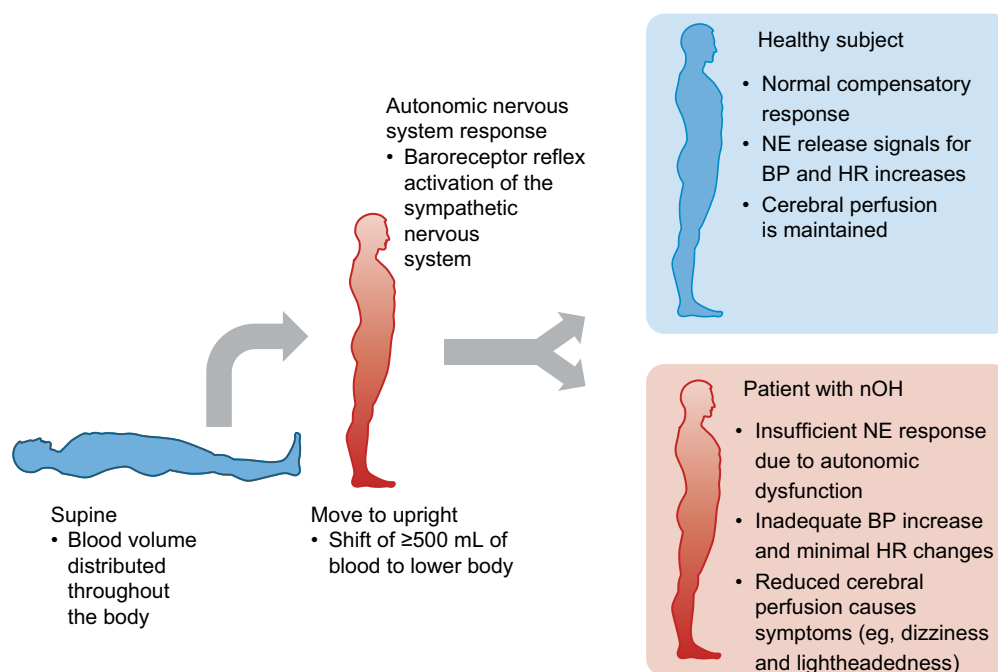 Supine
• Blood volume
distributed
throughout
the body
Autonomic nervous
system response
• Baroreceptor reflex
activation of the
sympathetic
nervous
system
Move to upright
• Shift of ≥500 mL of
blood to lower body
Healthy subject
• Normal compensatory
response
• NE release signals for
BP and HR increases
• Cerebral perfusion
is maintained
Patient with nOH
• Insufficient NE response
due to autonomic
dysfunction
• Inadequate BP increase
and minimal HR changes
• Reduced cerebral
perfusion causes
symptoms (eg, dizziness
and lightheadedness)